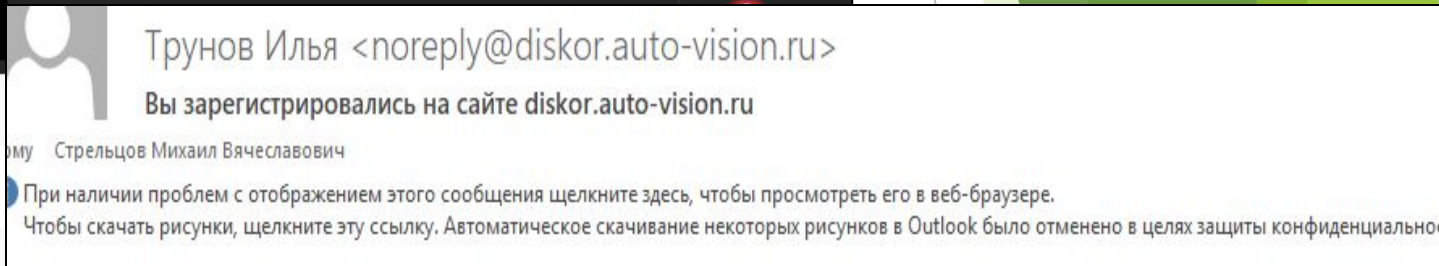 Трунов Илья <noreply@diskor.auto-vision.ru>
Вы зарегистрировались на сайте diskor.auto-vision.ru
ому Стрельцов Михаил Вячеславович
При наличии проблем с отображением этого сообщения щелкните здесь, чтобы просмотреть его в веб-браузере.
Чтобы скачать рисунки, щелкните эту ссылку. Автоматическое скачивание некоторых рисунков в Outlook было отменено в целях защиты конфиденциально